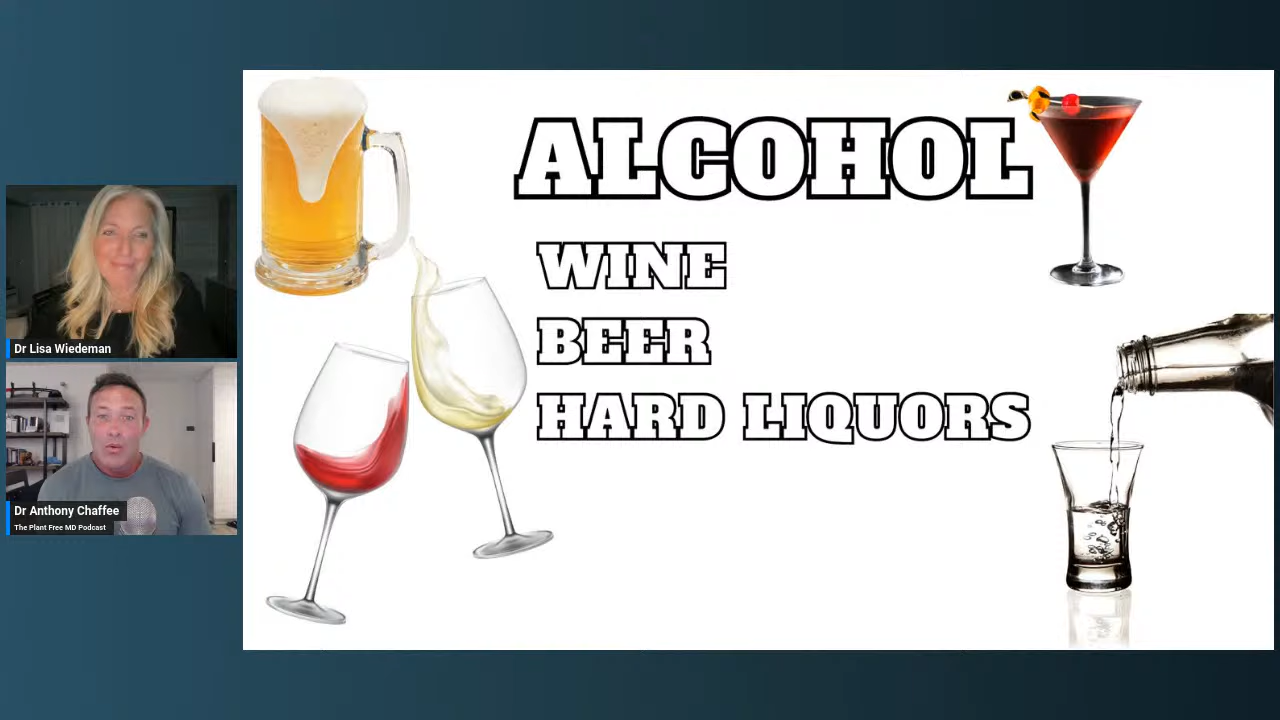 ALCOHOL
WINE
BEER
HARD LIQUORS
Dr Lisa Wiedeman
Dr Anthony Chaffee
The Plant Free MD Podcast